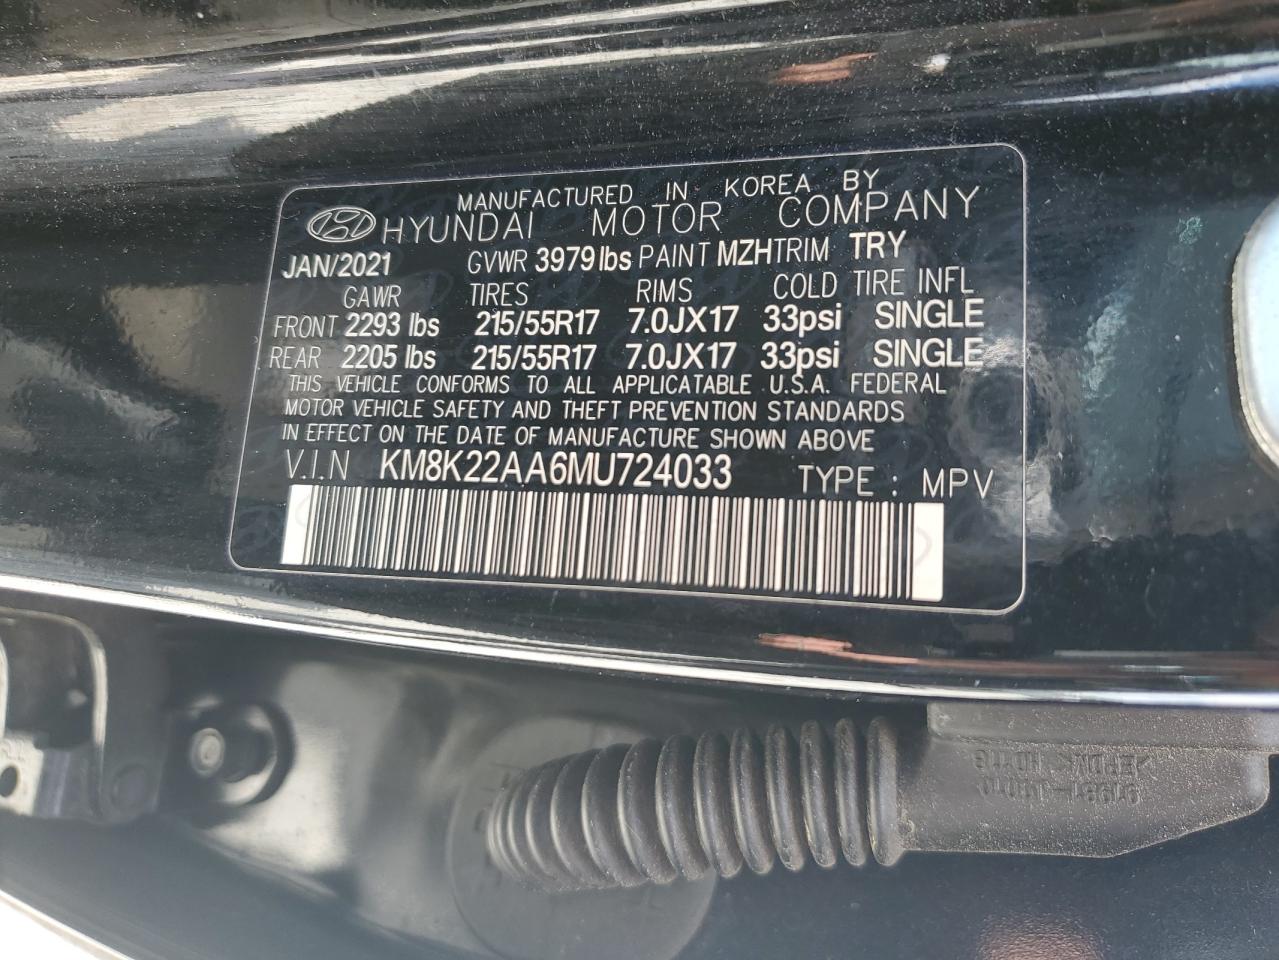 MANUFACTURED IN KOREA BY
HYUNDAI MOTOR COMPANY
JAN/2021 GVWR 3979 lbs PAINT MZH TRIM TRY
GAWR TIRES RIMS COLD TIRE INFL
FRONT 2293 lbs 215/55R17 7.0JX17 33psi SINGLE
REAR 2205 lbs 215/55R17 7.0JX17 33psi SINGLE
THIS VEHICLE CONFORMS TO ALL APPLICATABLE U.S.A. FEDERAL
MOTOR VEHICLE SAFETY AND THEFT PREVENTION STANDARDS
IN EFFECT ON THE DATE OF MANUFACTURE SHOWN ABOVE
V.I.N KM8K22AA6MU724033 TYPE : MPV